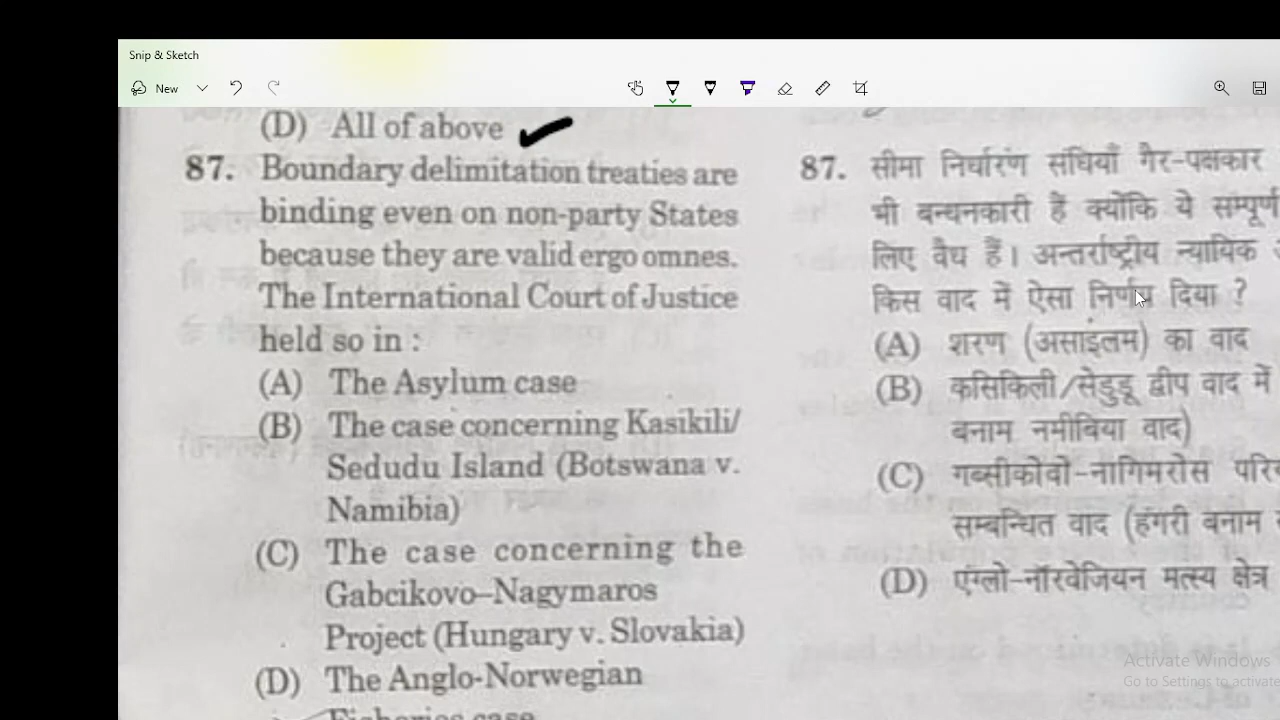 Snip & Sketch
New
(D) All of above
87. Boundary delimitation treaties are
binding even on non-party States
because they are valid ergo omnes.
The International Court of Justice
held so in :
(A) The Asylum case
(B) The case concerning Kasikili/
Sedudu Island (Botswana v.
Namibia)
(C) The case concerning the
Gabcikovo–Nagymaros
Project (Hungary v. Slovakia)
(D) The Anglo-Norwegian
Fisheries case
87. सीमा निर्धारण संधियाँ गैर-पक्षकार
भी बन्धनकारी हैं क्योंकि ये सम्पूर्ण
लिए वैध हैं। अन्तर्राष्ट्रीय न्यायिक
किस वाद में ऐसा निर्णय दिया ?
(A) शरण (असाइलम) का वाद
(B) कसिकिली/सेडुडू द्वीप वाद में
बनाम नमीबिया वाद)
(C) गब्सीकोवो-नागिमरोस
सम्बन्धित वाद (हंगरी बनाम
(D) एंग्लो-नॉरवेजियन मत्स्य क्षेत्र
Activate Windows
Go to Settings to activate